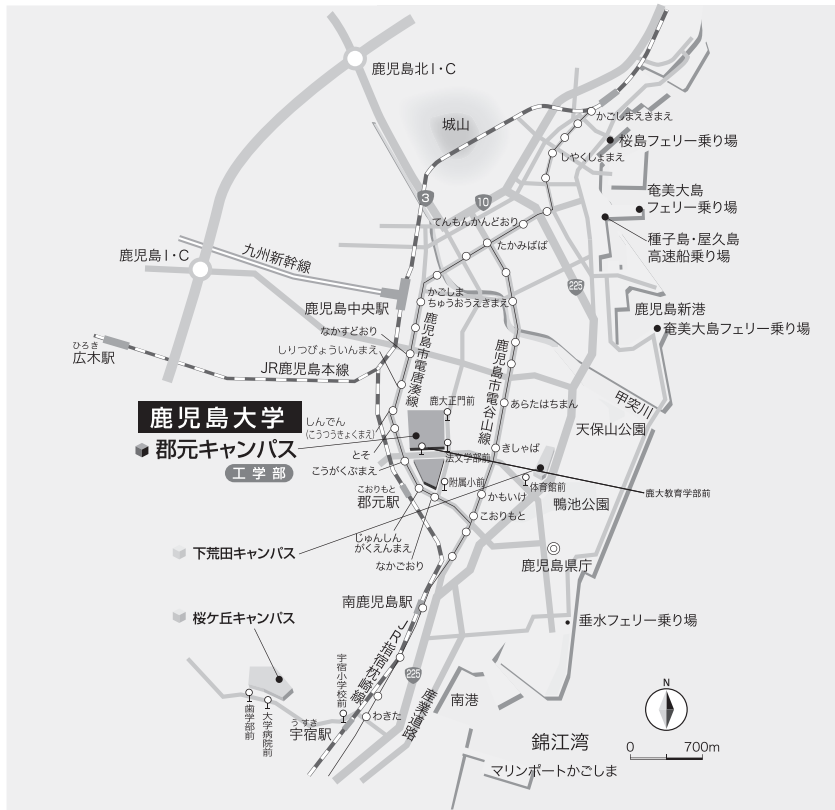 鹿児島北I・C
城山
かごしまえきまえ
桜島フェリー乗り場
しやくしょまえ
奄美大島
フェリー乗り場
3
10
てんもんかんどおり
種子島・屋久島
高速船乗り場
たかみばば
九州新幹線
鹿児島I・C
225
鹿児島中央駅
かごしま
ちゅうおうえきまえ
鹿児島新港
奄美大島フェリー乗り場
なかすどおり
しりつびょういんまえ
ひろき
広木駅
JR鹿児島本線
鹿児島市電唐湊線
鹿児島市電谷山線
甲突川
鹿大正門前
あらたはちまん
天保山公園
鹿児島大学
しんでん
(こうつうきょくまえ)
郡元キャンパス
とそ
きしゃば
法文学部前
工学部
こうがくぶまえ
附属小前
体育館前
鹿大教育学部前
こおりもと
郡元駅
かもいけ
鴨池公園
こおりもと
じゅんしん
がくえんまえ
なかごおり
下荒田キャンパス
鹿児島県庁
南鹿児島駅
桜ケ丘キャンパス
垂水フェリー乗り場
JR指宿枕崎線
宇宿小学校前
225
産業道路
南港
歯学部前
大学病院前
うすき
宇宿駅
わきた
N
錦江湾
0 700m
マリンポートかごしま